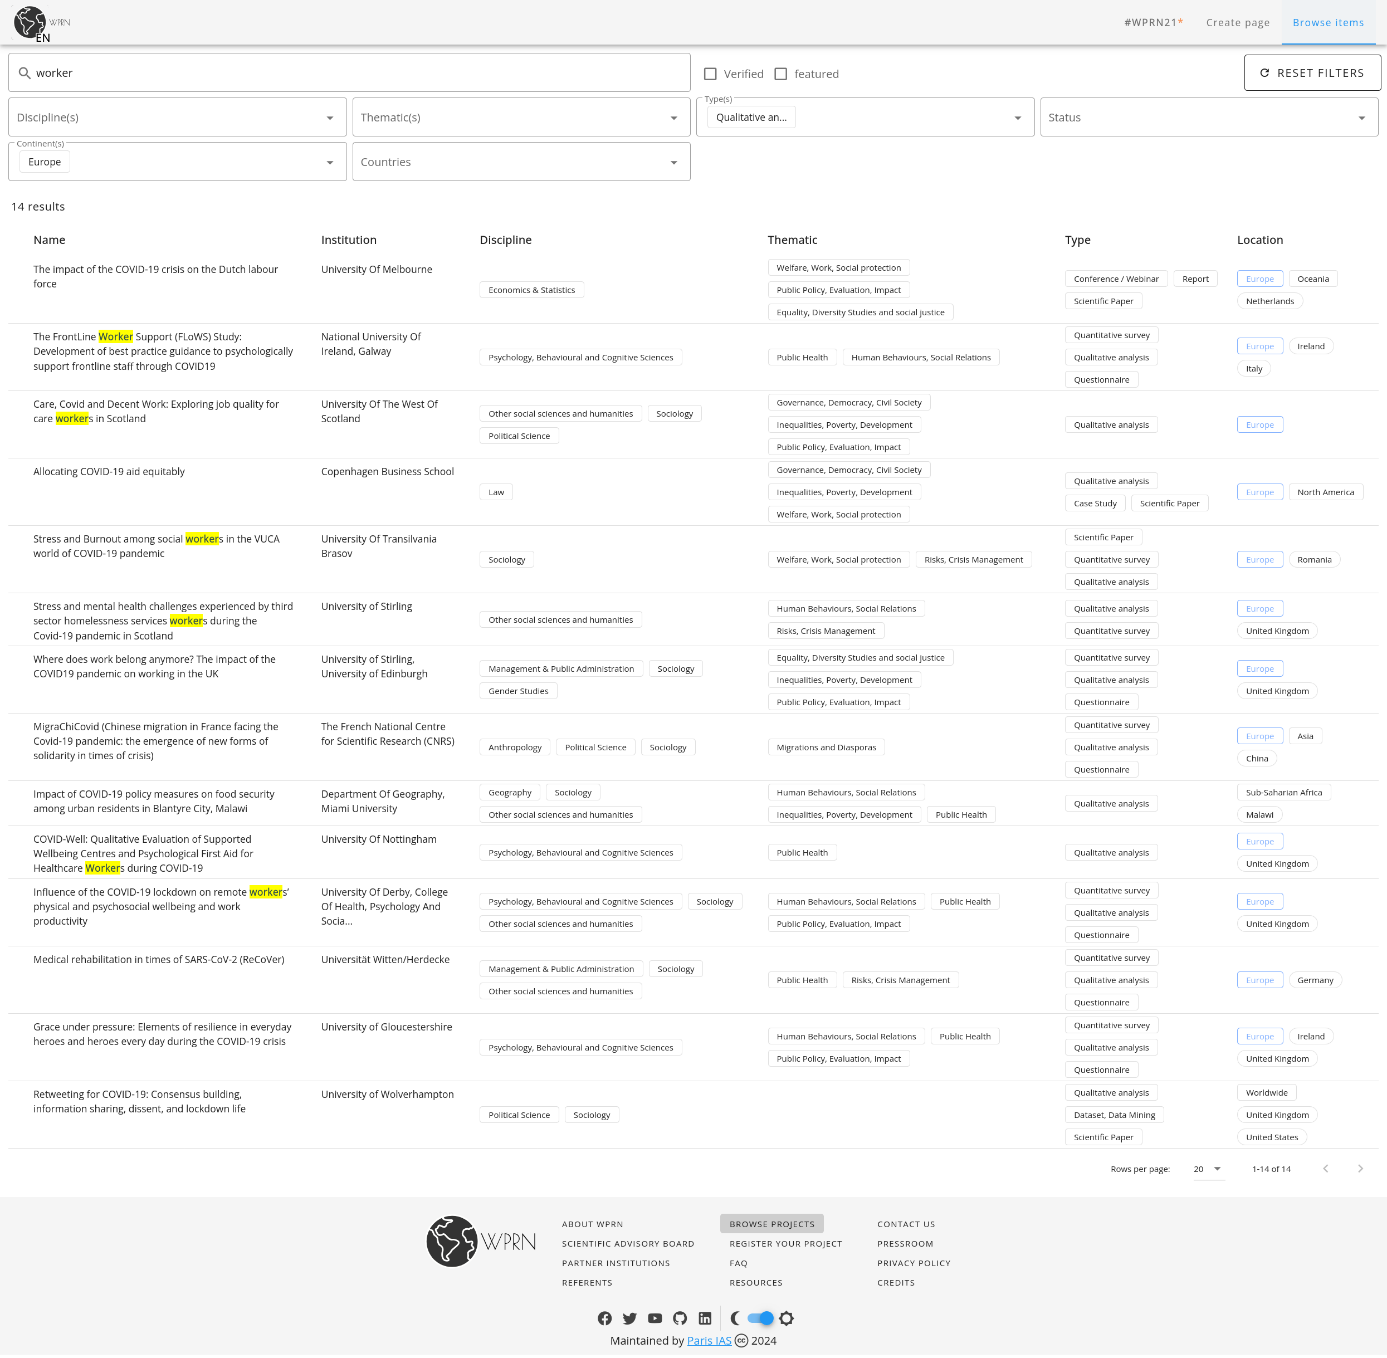 WPRN
EN
#WPRN21*
Create page
Browse items
worker
Verified
featured
RESET FILTERS
Discipline(s)
Thematic(s)
Type(s)
Qualitative an...
Status
Continent(s)
Europe
Countries
14 results
Name Institution Discipline Thematic Type Location
The impact of the COVID-19 crisis on the Dutch labour
force
University Of Melbourne
Economics & Statistics
Welfare, Work, Social protection
Public Policy, Evaluation, Impact
Equality, Diversity Studies and social justice
Conference / Webinar Report
Scientific Paper
Europe Oceania
Netherlands
The FrontLine Worker Support (FLoWS) Study:
Development of best practice guidance to psychologically
support frontline staff through COVID19
National University Of
Ireland, Galway
Psychology, Behavioural and Cognitive Sciences
Public Health Human Behaviours, Social Relations
Quantitative survey
Qualitative analysis
Questionnaire
Europe Ireland
Italy
Care, Covid and Decent Work: Exploring job quality for
care workers in Scotland
University Of The West Of
Scotland
Other social sciences and humanities Sociology
Political Science
Governance, Democracy, Civil Society
Inequalities, Poverty, Development
Public Policy, Evaluation, Impact
Qualitative analysis
Europe
Allocating COVID-19 aid equitably
Copenhagen Business School
Law
Governance, Democracy, Civil Society
Inequalities, Poverty, Development
Welfare, Work, Social protection
Qualitative analysis
Case Study Scientific Paper
Europe North America
Stress and Burnout among social workers in the VUCA
world of COVID-19 pandemic
University Of Transilvania
Brasov
Sociology
Welfare, Work, Social protection Risks, Crisis Management
Scientific Paper
Quantitative survey
Qualitative analysis
Europe Romania
Stress and mental health challenges experienced by third
sector homelessness services workers during the
Covid-19 pandemic in Scotland
University of Stirling
Other social sciences and humanities
Human Behaviours, Social Relations
Risks, Crisis Management
Qualitative analysis
Quantitative survey
Europe
United Kingdom
Where does work belong anymore? The impact of the
COVID19 pandemic on working in the UK
University of Stirling,
University of Edinburgh
Management & Public Administration Sociology
Gender Studies
Equality, Diversity Studies and social justice
Inequalities, Poverty, Development
Public Policy, Evaluation, Impact
Quantitative survey
Qualitative analysis
Questionnaire
Europe
United Kingdom
MigraChiCovid (Chinese migration in France facing the
Covid-19 pandemic: the emergence of new forms of
solidarity in times of crisis)
The French National Centre
for Scientific Research (CNRS)
Anthropology Political Science Sociology
Migrations and Diasporas
Quantitative survey
Qualitative analysis
Questionnaire
Europe Asia
China
Impact of COVID-19 policy measures on food security
among urban residents in Blantyre City, Malawi
Department Of Geography,
Miami University
Geography Sociology
Other social sciences and humanities
Human Behaviours, Social Relations
Inequalities, Poverty, Development Public Health
Qualitative analysis
Sub-Saharian Africa
Malawi
COVID-Well: Qualitative Evaluation of Supported
Wellbeing Centres and Psychological First Aid for
Healthcare Workers during COVID-19
University Of Nottingham
Psychology, Behavioural and Cognitive Sciences
Public Health
Qualitative analysis
Europe
United Kingdom
Influence of the COVID-19 lockdown on remote workers'
physical and psychosocial wellbeing and work
productivity
University Of Derby, College
Of Health, Psychology And
Socia...
Psychology, Behavioural and Cognitive Sciences Sociology
Other social sciences and humanities
Human Behaviours, Social Relations Public Health
Public Policy, Evaluation, Impact
Quantitative survey
Qualitative analysis
Questionnaire
Europe
United Kingdom
Medical rehabilitation in times of SARS-CoV-2 (ReCoVer)
Universität Witten/Herdecke
Management & Public Administration Sociology
Other social sciences and humanities
Public Health Risks, Crisis Management
Quantitative survey
Qualitative analysis
Questionnaire
Europe Germany
Grace under pressure: Elements of resilience in everyday
heroes and heroes every day during the COVID-19 crisis
University of Gloucestershire
Psychology, Behavioural and Cognitive Sciences
Human Behaviours, Social Relations Public Health
Public Policy, Evaluation, Impact
Quantitative survey
Qualitative analysis
Questionnaire
Europe Ireland
United Kingdom
Retweeting for COVID-19: Consensus building,
information sharing, dissent, and lockdown life
University of Wolverhampton
Political Science Sociology
Qualitative analysis
Dataset, Data Mining
Scientific Paper
Worldwide
United Kingdom
United States
Rows per page: 20 1-14 of 14
WPRN
ABOUT WPRN
SCIENTIFIC ADVISORY BOARD
PARTNER INSTITUTIONS
REFERENTS
BROWSE PROJECTS
REGISTER YOUR PROJECT
FAQ
RESOURCES
CONTACT US
PRESSROOM
PRIVACY POLICY
CREDITS
Maintained by Paris IAS cc 2024